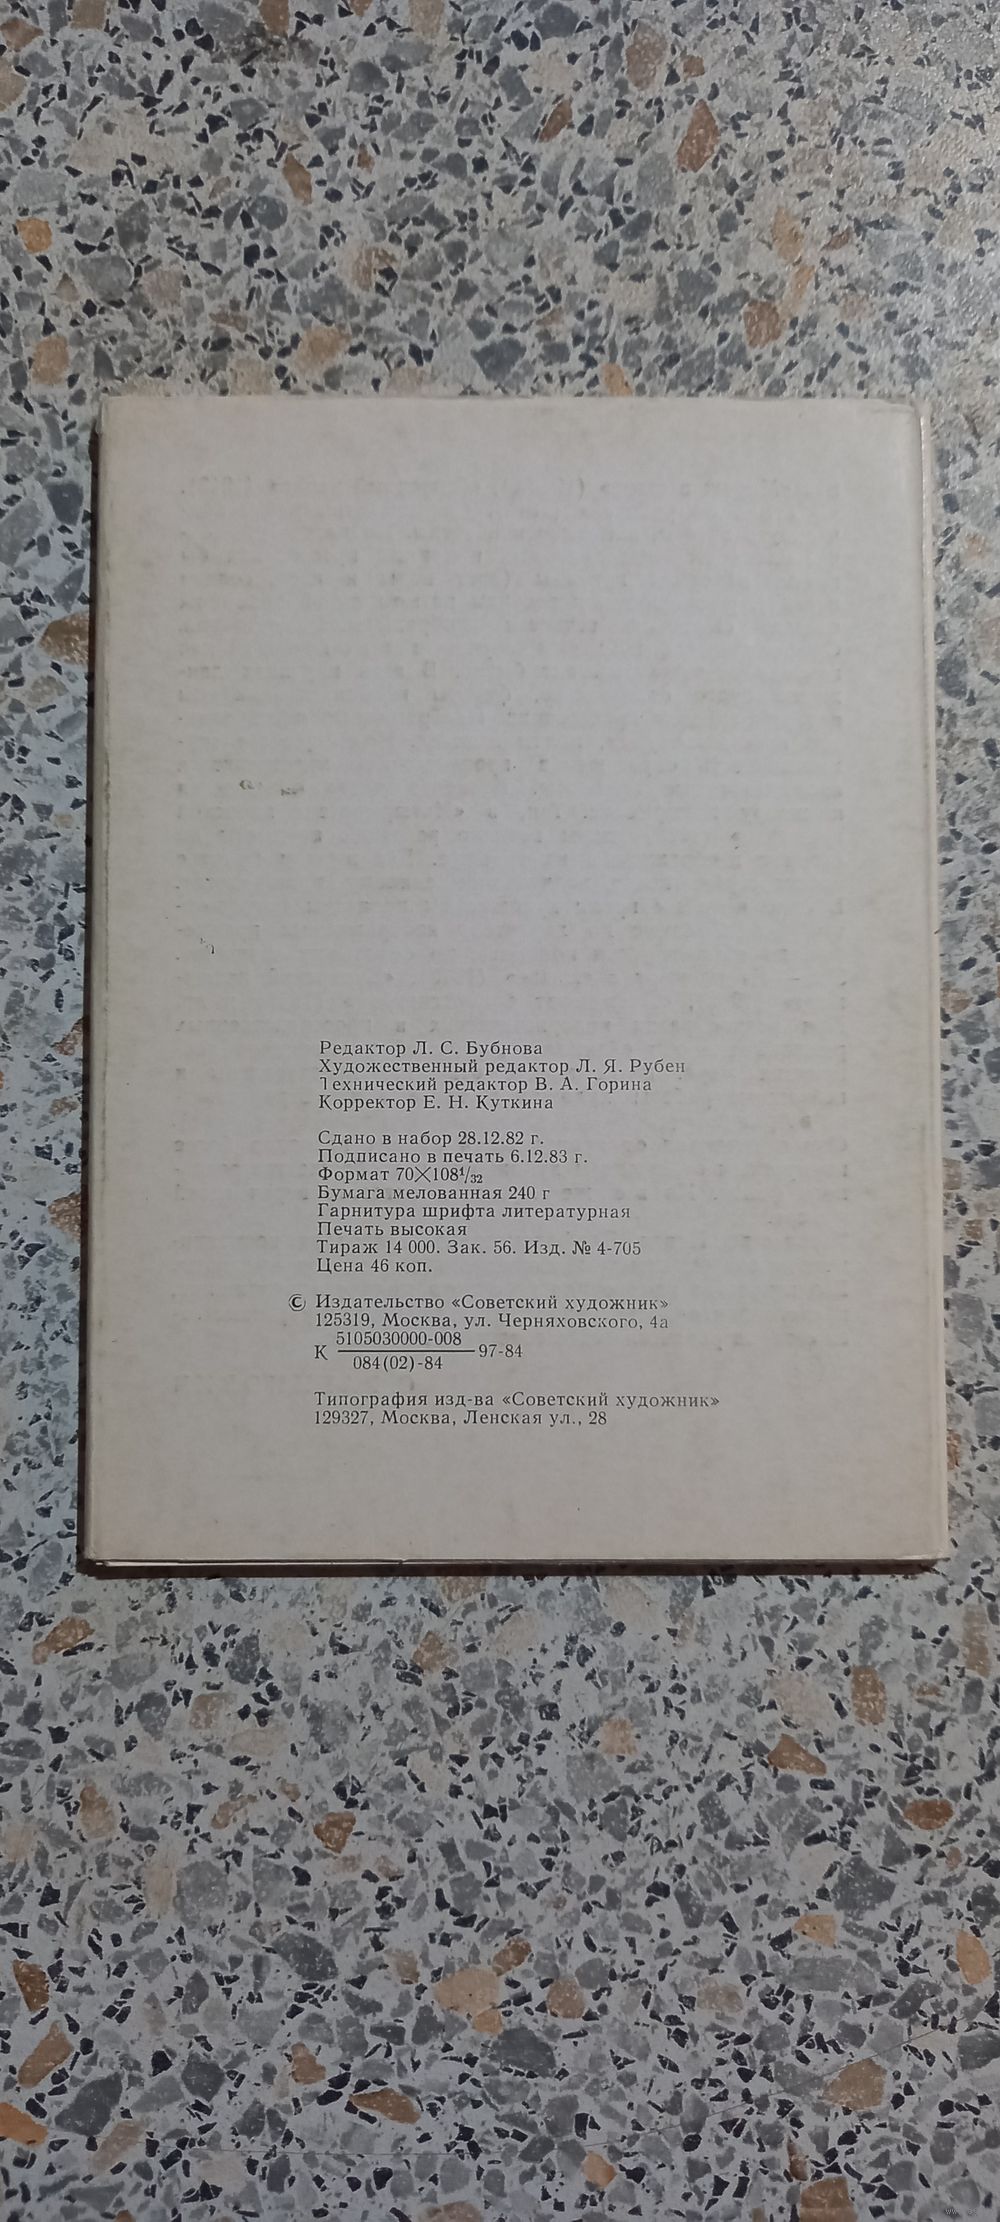 Редактор Л. С. Бубнова
Художественный редактор Л. Я. Рубен
Технический редактор В. А. Горина
Корректор Е. Н. Куткина
Сдано в набор 28.12.82 г.
Подписано в печать 6.12.83 г.
Формат 70×108¹/₃₂
Бумага мелованная 240 г
Гарнитура шрифта литературная
Печать высокая
Тираж 14 000. Зак. 56. Изд. № 4-705
Цена 46 коп.
© Издательство «Советский художник»
125319, Москва, ул. Черняховского, 4а
5105030000-008
К 97-84
084(02)-84
Типография изд-ва «Советский художник»
129327, Москва, Ленская ул., 28